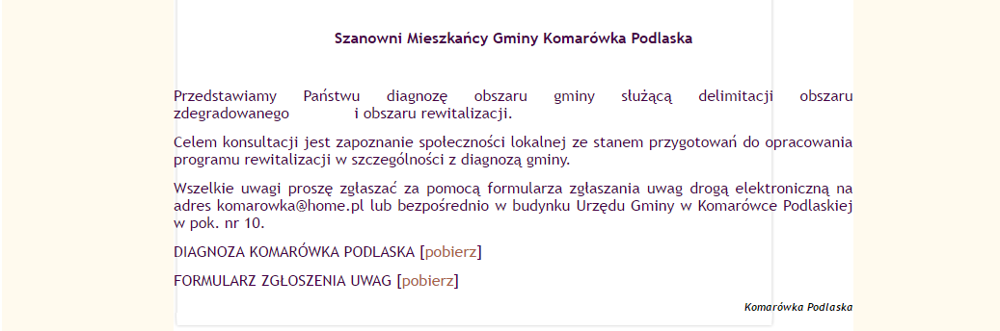 Szanowni Mieszkańcy Gminy Komarówka Podlaska
Przedstawiamy Państwu diagnozę obszaru gminy służącą delimitacji obszaru
zdegradowanego i obszaru rewitalizacji.
Celem konsultacji jest zapoznanie społeczności lokalnej ze stanem przygotowań do opracowania
programu rewitalizacji w szczególności z diagnozą gminy.
Wszelkie uwagi proszę zgłaszać za pomocą formularza zgłaszania uwag drogą elektroniczną na
adres komarowka@home.pl lub bezpośrednio w budynku Urzędu Gminy w Komarówce Podlaskiej
w pok. nr 10.
DIAGNOZA KOMARÓWKA PODLASKA [pobierz]
FORMULARZ ZGŁOSZENIA UWAG [pobierz]
Komarówka Podlaska